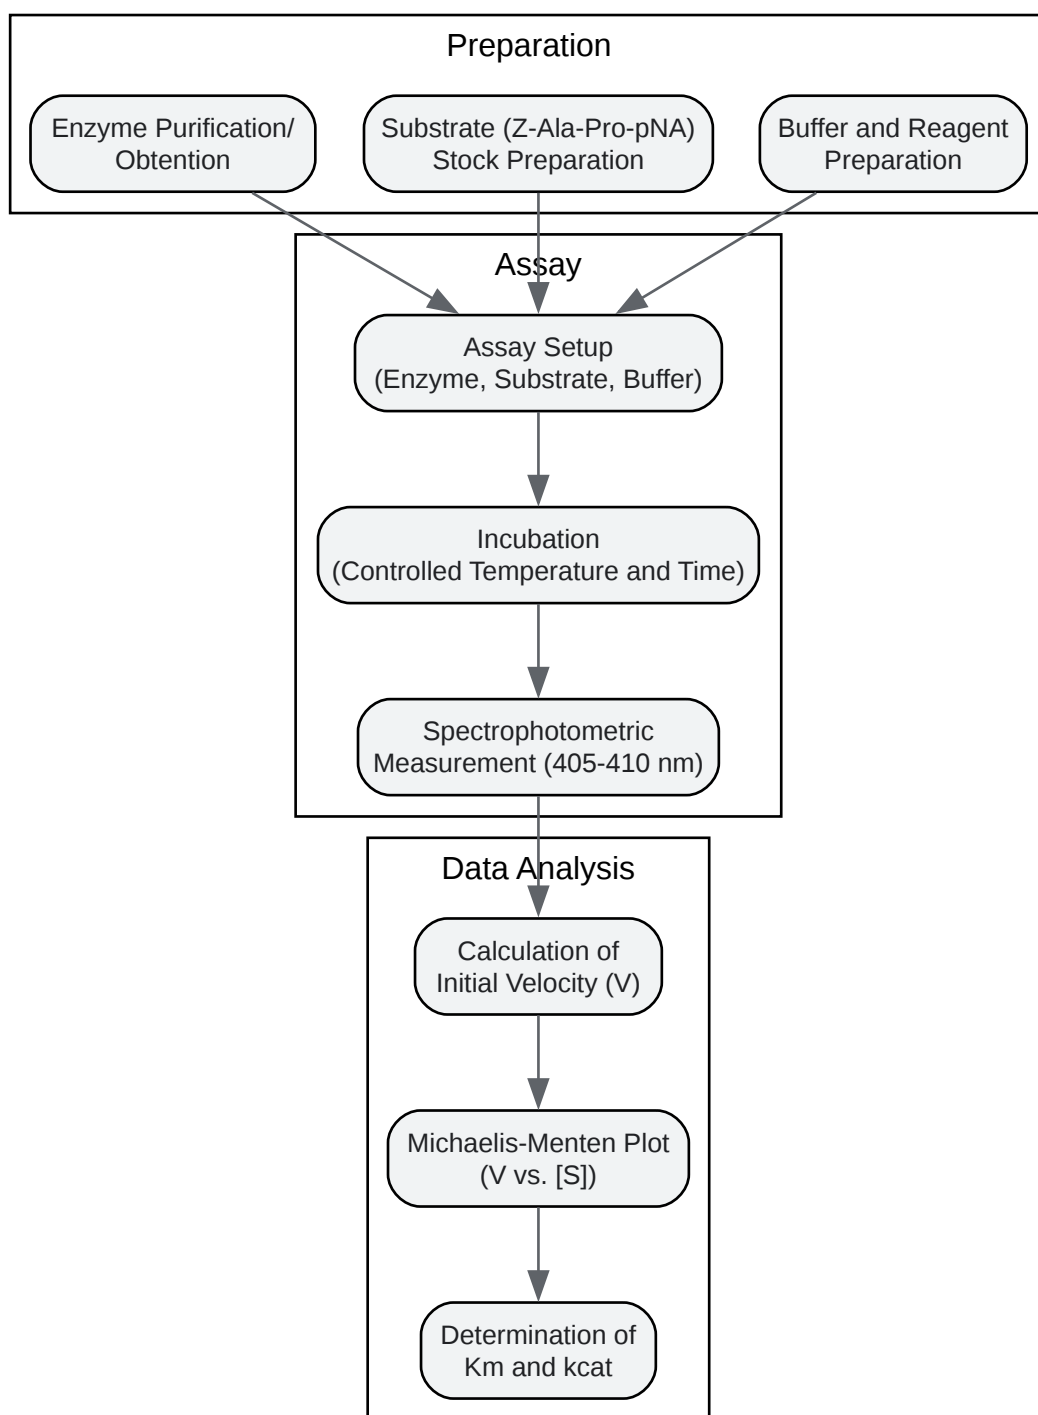 Preparation
Enzyme Purification/
Obtention
Substrate (Z-Ala-Pro-pNA)
Stock Preparation
Buffer and Reagent
Preparation
Assay
Assay Setup
(Enzyme, Substrate, Buffer)
Incubation
(Controlled Temperature and Time)
Spectrophotometric
Measurement (405-410 nm)
Data Analysis
Calculation of
Initial Velocity (V)
Michaelis-Menten Plot
(V vs. [S])
Determination of
Km and kcat